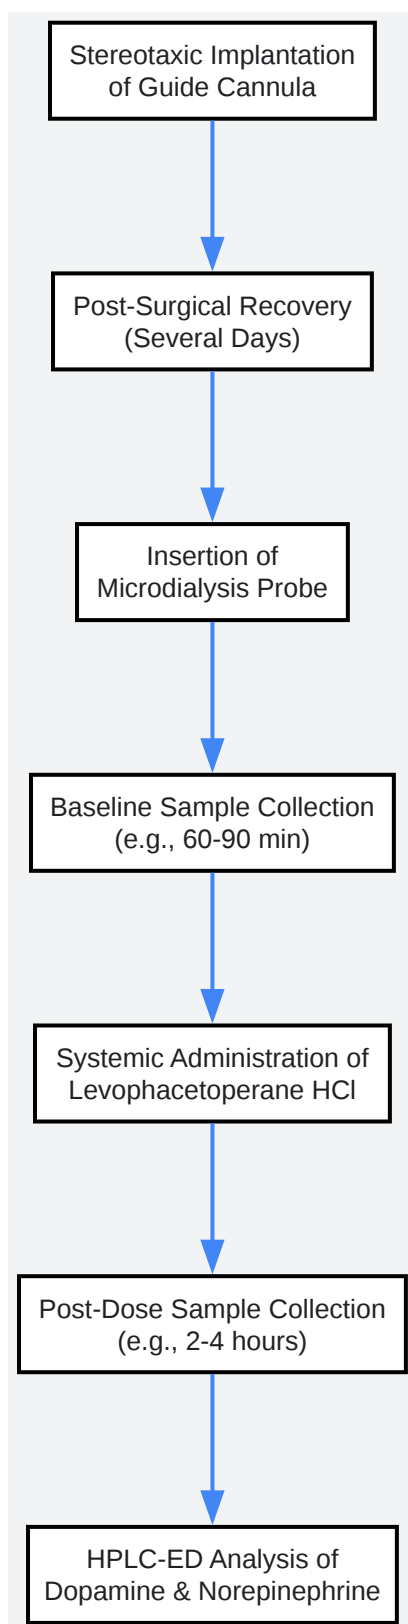 Stereotaxic Implantation
of Guide Cannula
Post-Surgical Recovery
(Several Days)
Insertion of
Microdialysis Probe
Baseline Sample Collection
(e.g., 60-90 min)
Systemic Administration of
Levophacetoperane HCl
Post-Dose Sample Collection
(e.g., 2-4 hours)
HPLC-ED Analysis of
Dopamine & Norepinephrine